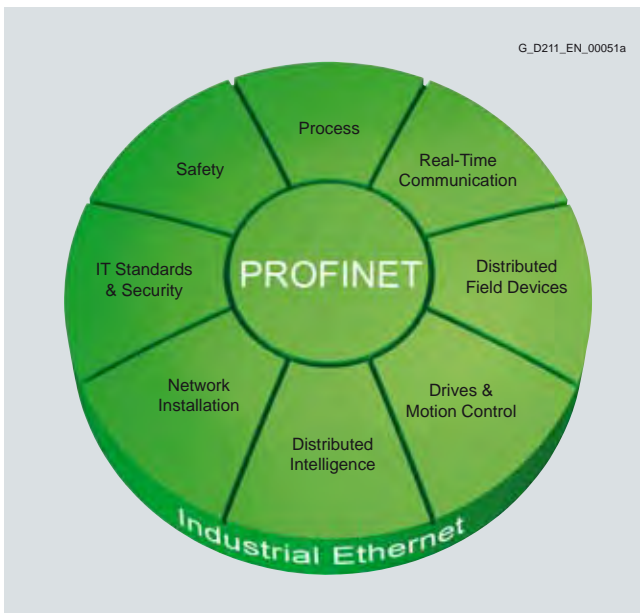 G_D211_EN_00051a
Process
Real-Time
Communication
Safety
IT Standards
& Security
PROFINET
Distributed
Field Devices
Network
Installation
Drives &
Motion Control
Distributed
Intelligence
Industrial Ethernet